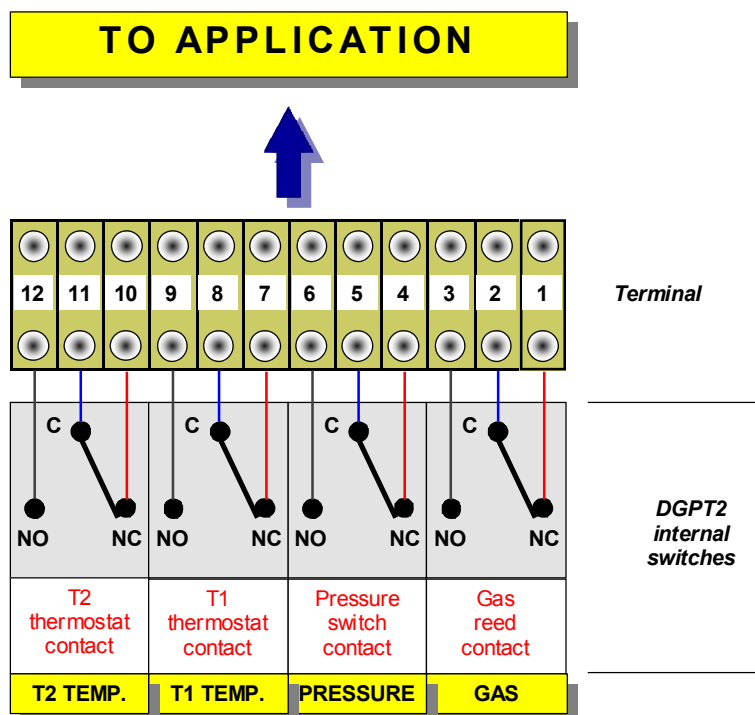 TO APPLICATION
12 11 10 9 8 7 6 5 4 3 2 1
Terminal
C C C C
NO NC NO NC NO NC NO NC
DGPT2
internal
switches
T2
thermostat
contact
T1
thermostat
contact
Pressure
switch
contact
Gas
reed
contact
T2 TEMP. T1 TEMP. PRESSURE GAS